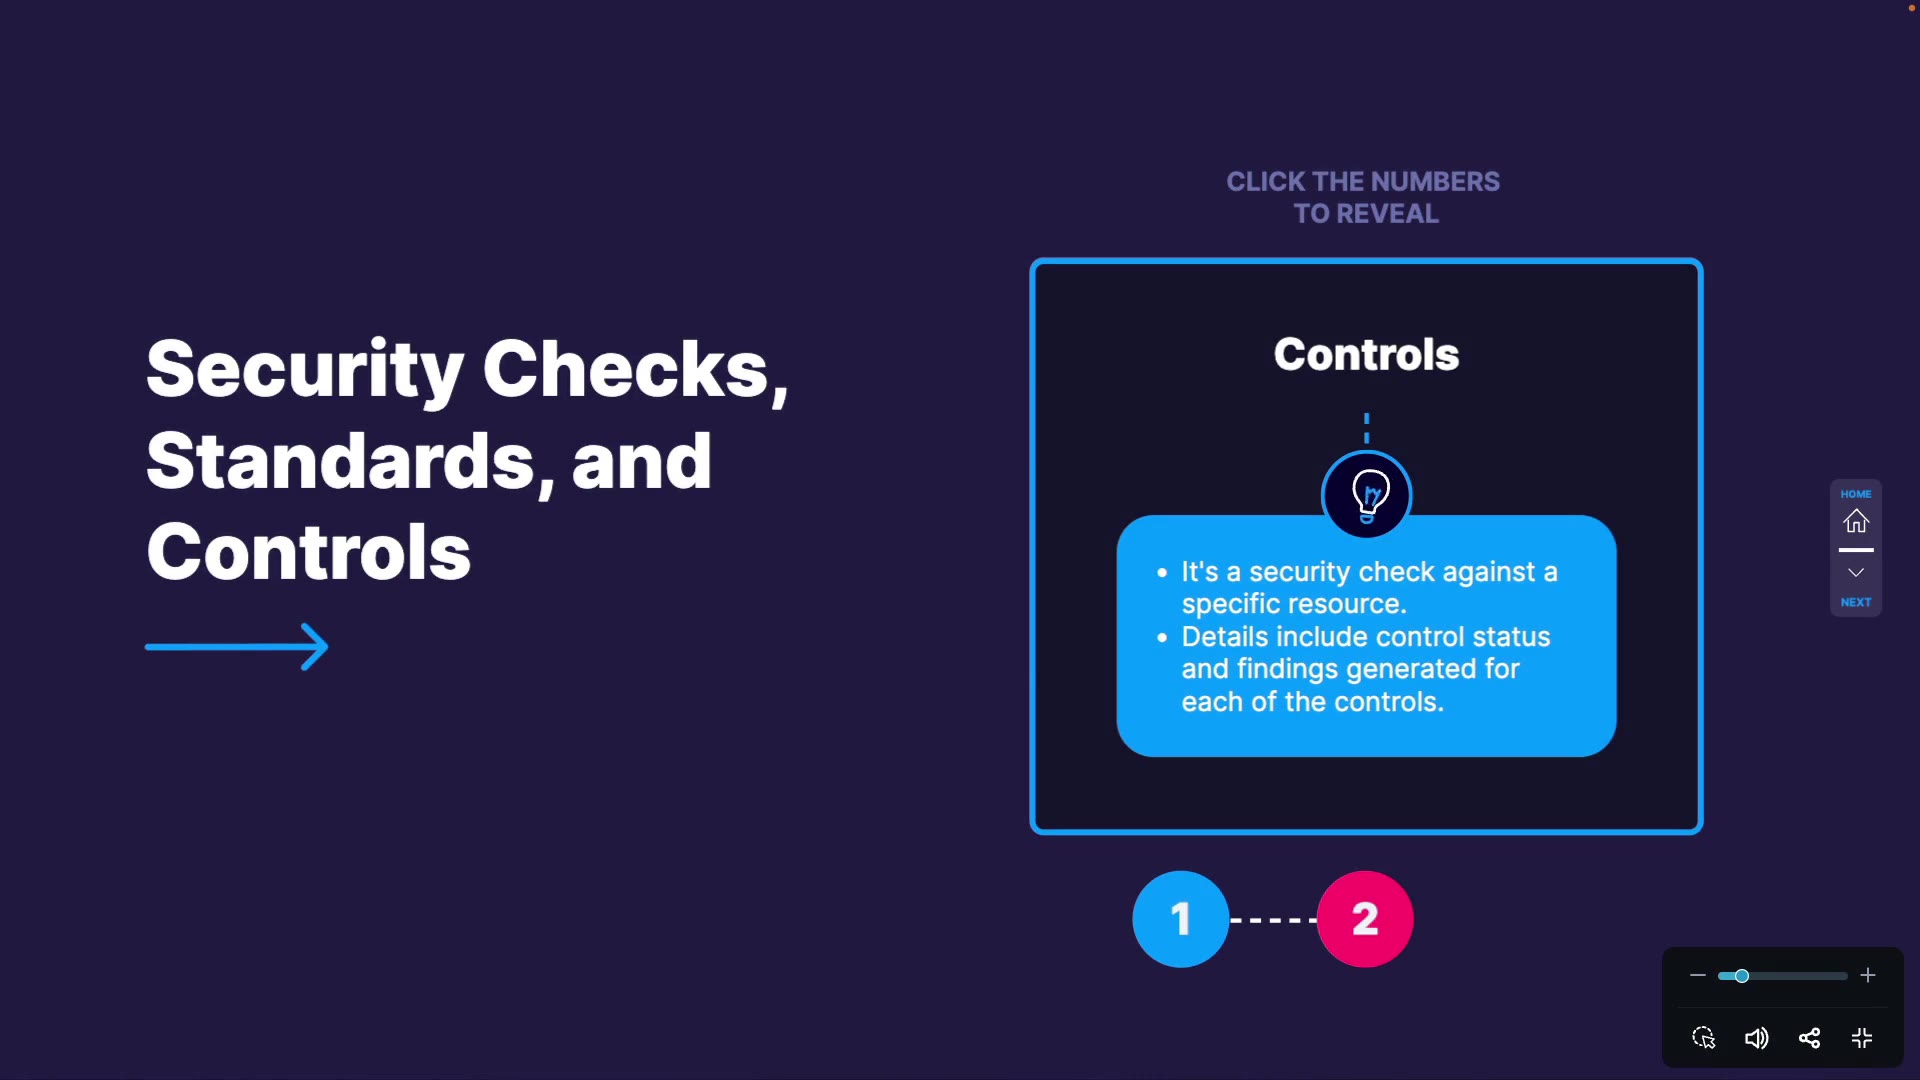 CLICK THE NUMBERS
TO REVEAL
Security Checks,
Standards, and
Controls
Controls
• It's a security check against a
specific resource.
• Details include control status
and findings generated for
each of the controls.
HOME
NEXT
1
2